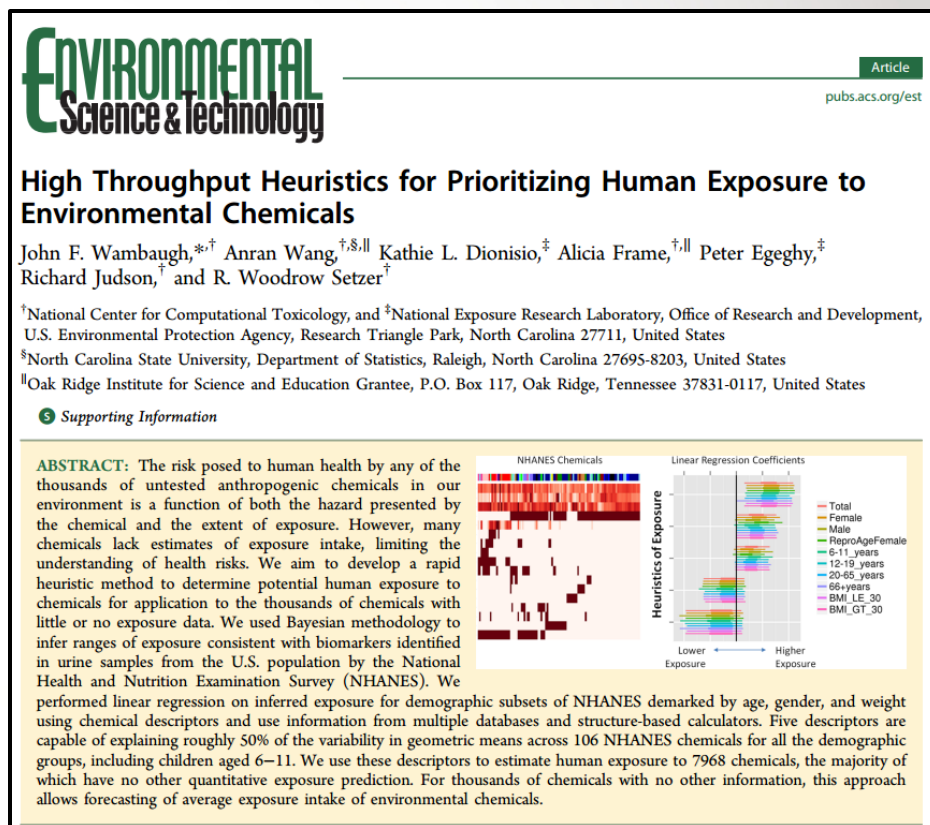 ENVIRONMENTAL
Science & Technology
Article
pubs.acs.org/est
High Throughput Heuristics for Prioritizing Human Exposure to
Environmental Chemicals
John F. Wambaugh,*,† Anran Wang,†,§,∥ Kathie L. Dionisio,‡ Alicia Frame,†,∥ Peter Egeghy,‡
Richard Judson,† and R. Woodrow Setzer†
†National Center for Computational Toxicology, and ‡National Exposure Research Laboratory, Office of Research and Development,
U.S. Environmental Protection Agency, Research Triangle Park, North Carolina 27711, United States
§North Carolina State University, Department of Statistics, Raleigh, North Carolina 27695-8203, United States
∥Oak Ridge Institute for Science and Education Grantee, P.O. Box 117, Oak Ridge, Tennessee 37831-0117, United States
S Supporting Information
ABSTRACT: The risk posed to human health by any of the
thousands of untested anthropogenic chemicals in our
environment is a function of both the hazard presented by
the chemical and the extent of exposure. However, many
chemicals lack estimates of exposure intake, limiting the
understanding of health risks. We aim to develop a rapid
heuristic method to determine potential human exposure to
chemicals for application to the thousands of chemicals with
little or no exposure data. We used Bayesian methodology to
infer ranges of exposure consistent with biomarkers identified
in urine samples from the U.S. population by the National
Health and Nutrition Examination Survey (NHANES). We
performed linear regression on inferred exposure for demographic subsets of NHANES demarked by age, gender, and weight
using chemical descriptors and use information from multiple databases and structure-based calculators. Five descriptors are
capable of explaining roughly 50% of the variability in geometric means across 106 NHANES chemicals for all the demographic
groups, including children aged 6−11. We use these descriptors to estimate human exposure to 7968 chemicals, the majority of
which have no other quantitative exposure prediction. For thousands of chemicals with no other information, this approach
allows forecasting of average exposure intake of environmental chemicals.
NHANES Chemicals
Linear Regression Coefficients
Heuristics of Exposure
Total
Female
Male
ReproAgeFemale
6-11_years
12-19_years
20-65_years
66+years
BMI_LE_30
BMI_GT_30
Lower
Exposure
Higher
Exposure